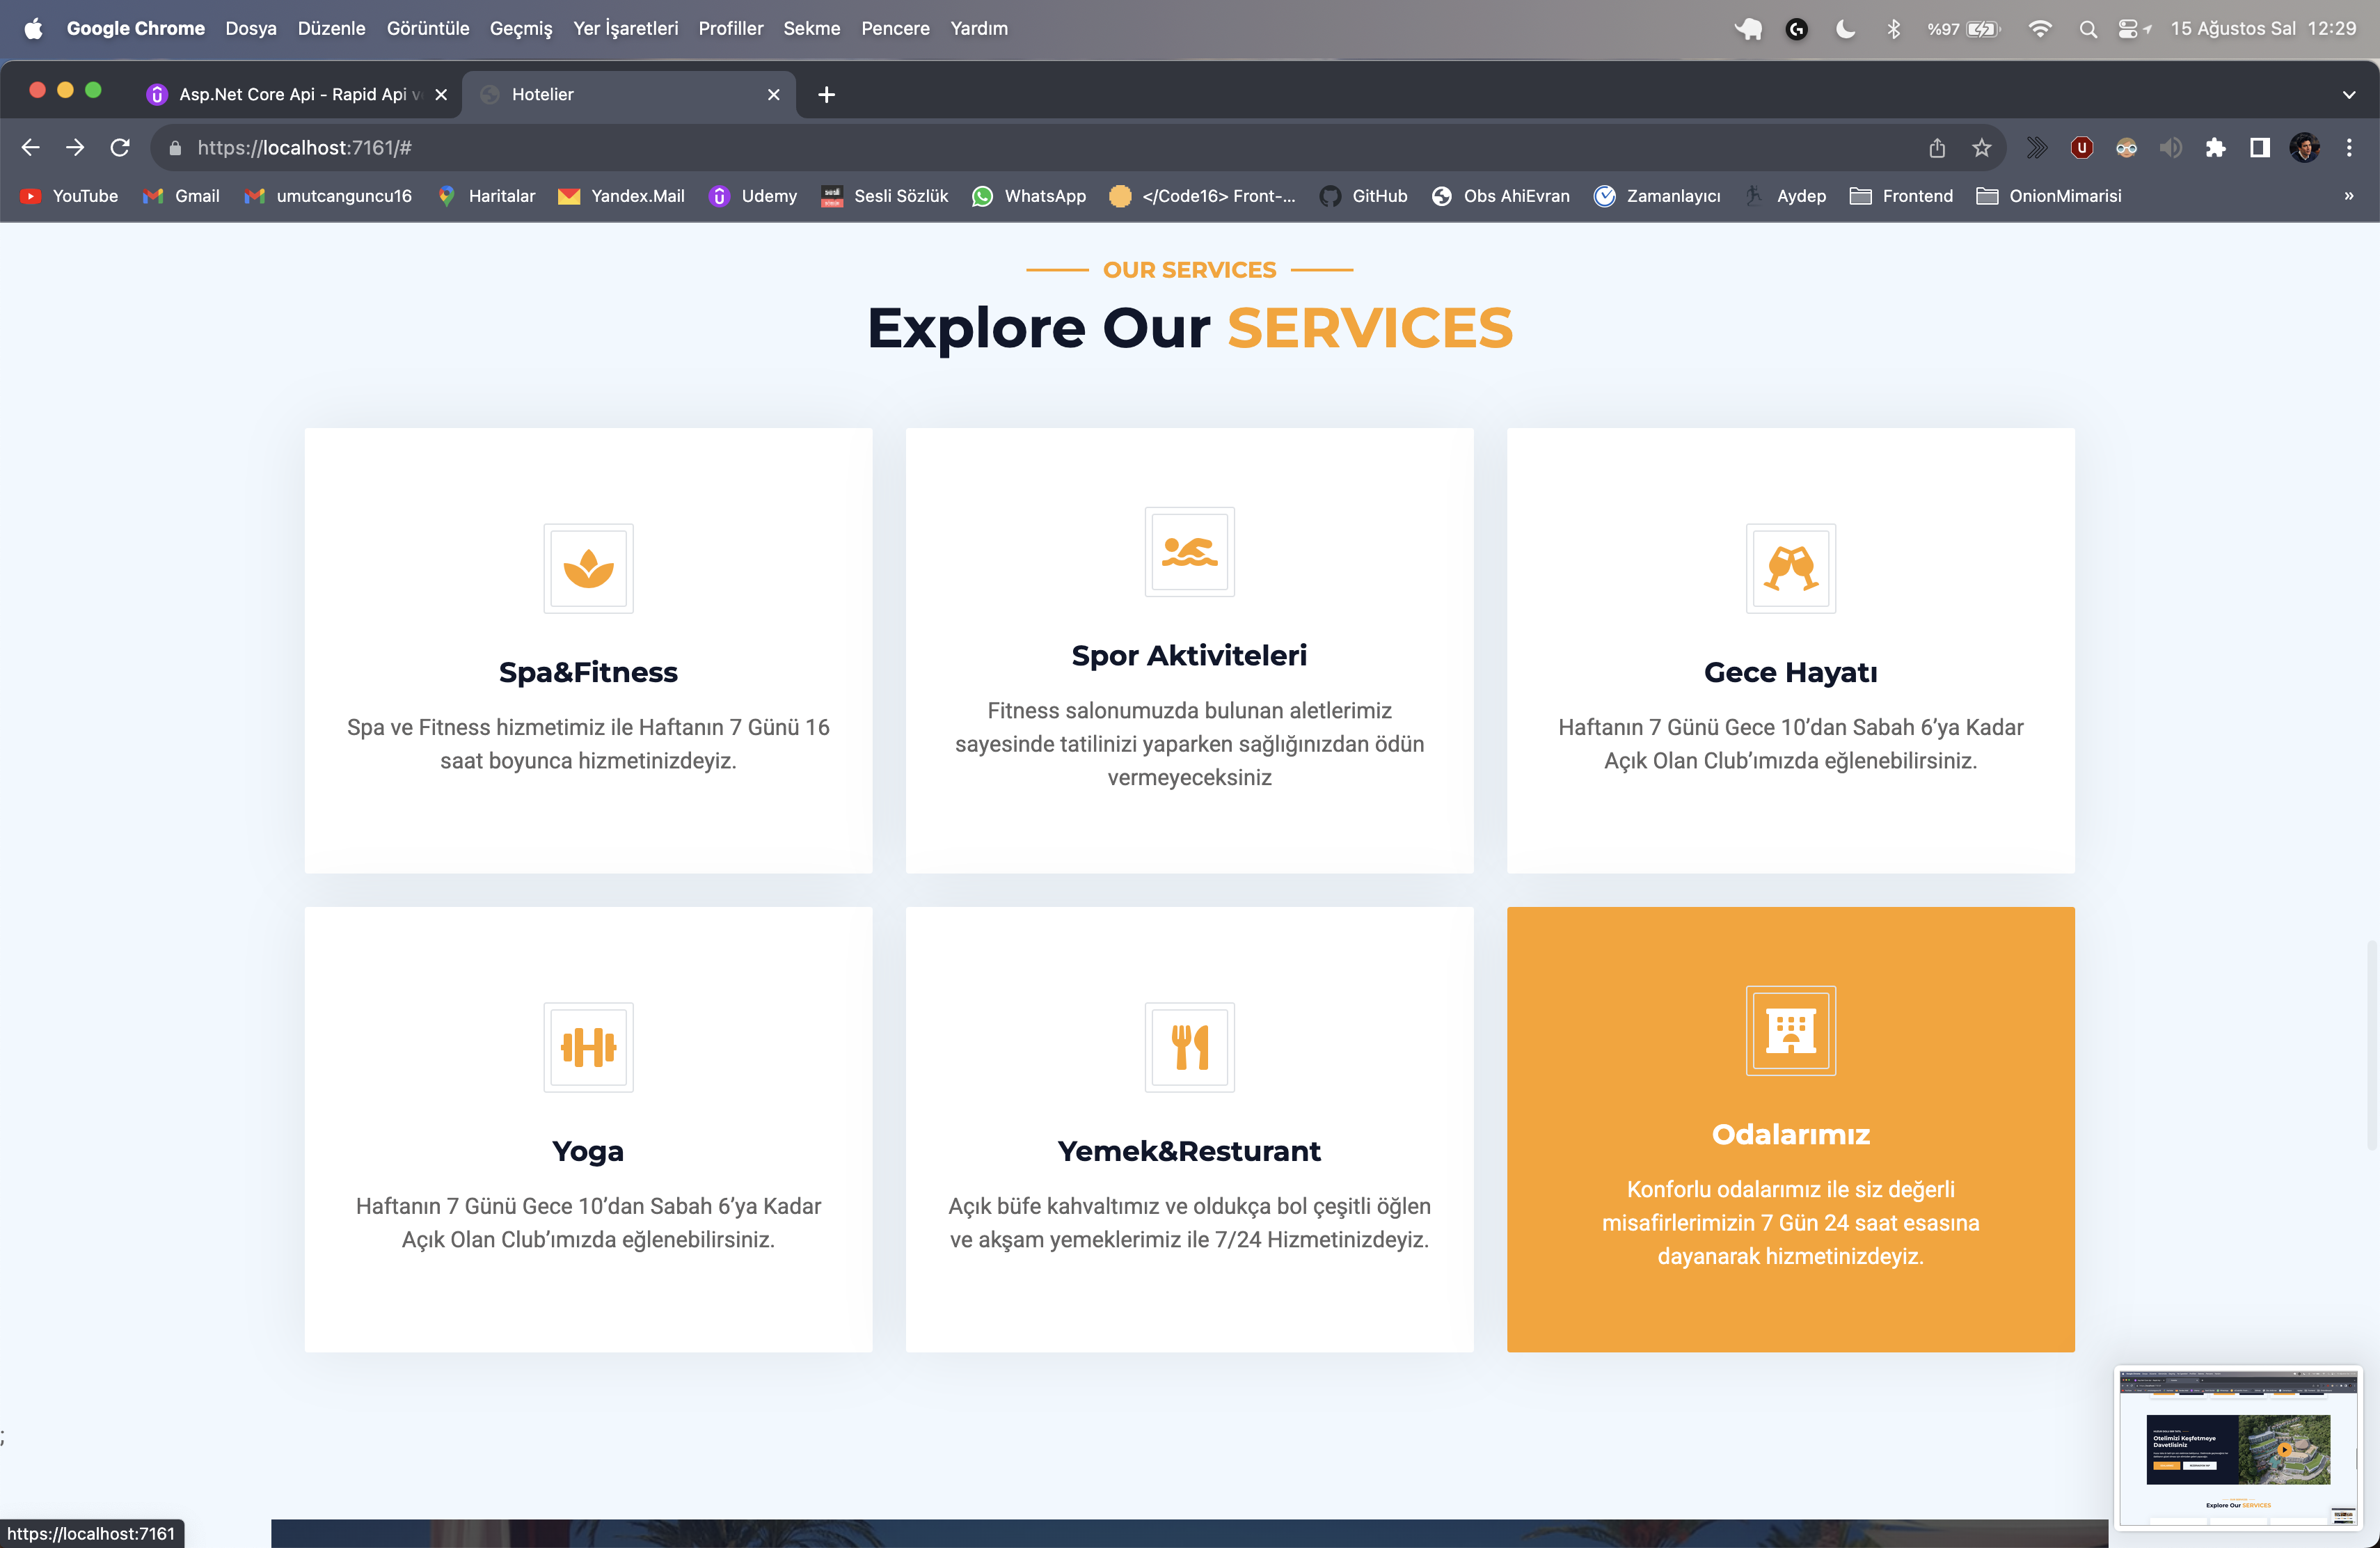 Google Chrome Dosya Düzenle Görüntüle Geçmiş Yer İşaretleri Profiller Sekme Pencere Yardım %97 15 Ağustos Sal 12:29
Asp.Net Core Api - Rapid Api v Hotelier
https://localhost:7161/#
YouTube Gmail umutcanguncu16 Haritalar Yandex.Mail Udemy Sesli Sözlük WhatsApp </Code16> Front-... GitHub Obs AhiEvran Zamanlayıcı Aydep Frontend OnionMimarisi »
OUR SERVICES
Explore Our SERVICES
Spa&Fitness
Spa ve Fitness hizmetimiz ile Haftanın 7 Günü 16
saat boyunca hizmetinizdeyiz.
Spor Aktiviteleri
Fitness salonumuzda bulunan aletlerimiz
sayesinde tatilinizi yaparken sağlığınızdan ödün
vermeyeceksiniz
Gece Hayatı
Haftanın 7 Günü Gece 10’dan Sabah 6’ya Kadar
Açık Olan Club’ımızda eğlenebilirsiniz.
Yoga
Haftanın 7 Günü Gece 10’dan Sabah 6’ya Kadar
Açık Olan Club’ımızda eğlenebilirsiniz.
Yemek&Resturant
Açık büfe kahvaltımız ve oldukça bol çeşitli öğlen
ve akşam yemeklerimiz ile 7/24 Hizmetinizdeyiz.
Odalarımız
Konforlu odalarımız ile siz değerli
misafirlerimizin 7 Gün 24 saat esasına
dayanarak hizmetinizdeyiz.
;
Otelimizi Keşfetmeye
Davetlisiniz
Explore Our SERVICES
https://localhost:7161